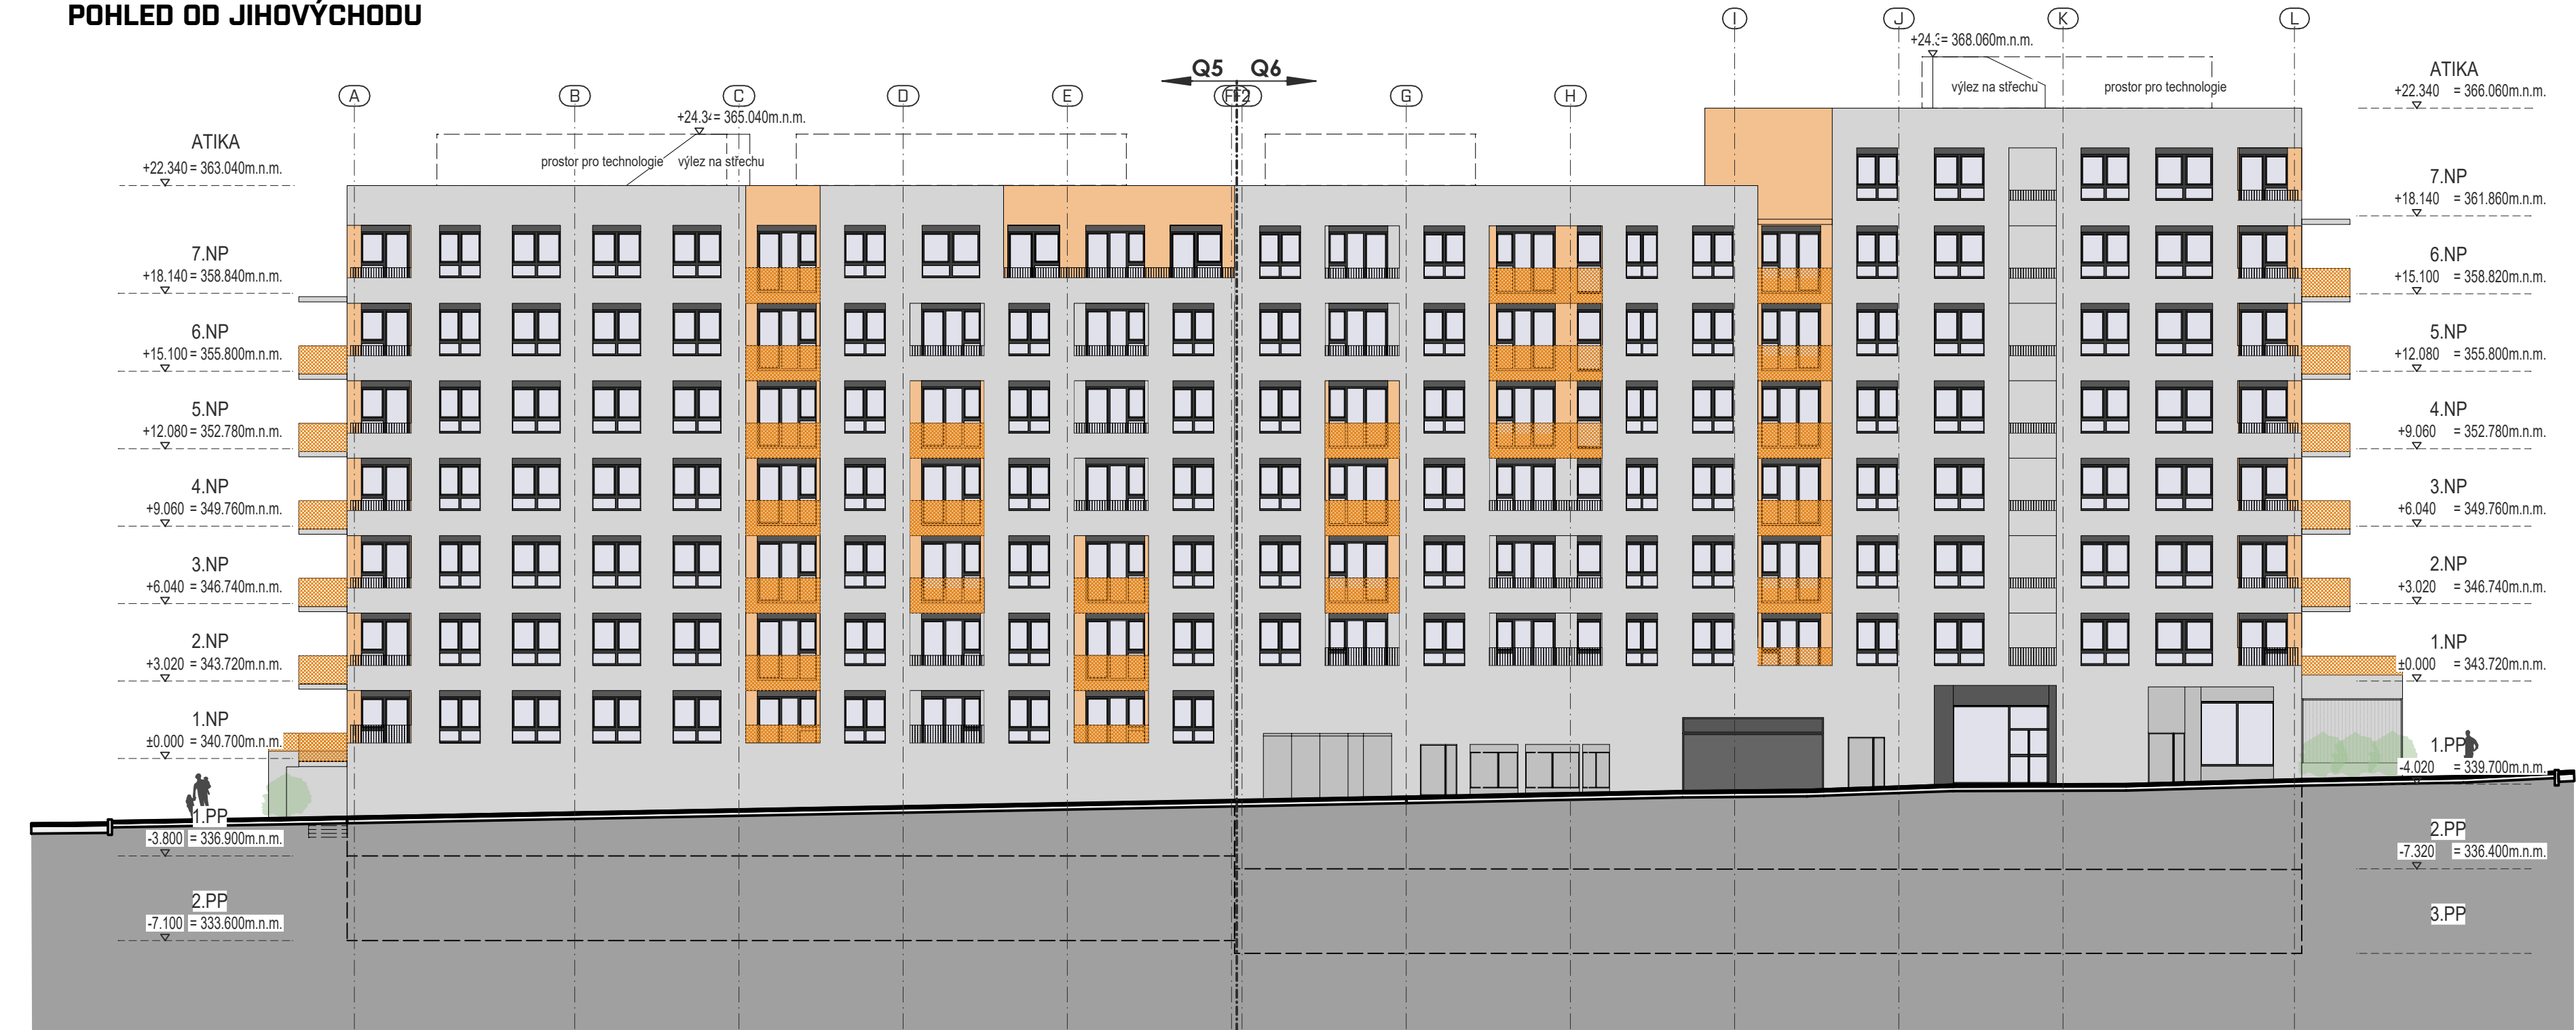 POHLED OD JIHOVÝCHODU
I J K L
+24.3 = 368.060m.n.m.
výlez na střechu prostor pro technologie
Q5 Q6
A B C D E G H
+24.34 = 365.040m.n.m.
prostor pro technologie výlez na střechu
ATIKA
+22.340 = 363.040m.n.m.
7.NP
+18.140 = 358.840m.n.m.
6.NP
+15.100 = 355.800m.n.m.
5.NP
+12.080 = 352.780m.n.m.
4.NP
+9.060 = 349.760m.n.m.
3.NP
+6.040 = 346.740m.n.m.
2.NP
+3.020 = 343.720m.n.m.
1.NP
±0.000 = 340.700m.n.m.
1.PP
-3.800 = 336.900m.n.m.
2.PP
-7.100 = 333.600m.n.m.
ATIKA
+22.340 = 366.060m.n.m.
7.NP
+18.140 = 361.860m.n.m.
6.NP
+15.100 = 358.820m.n.m.
5.NP
+12.080 = 355.800m.n.m.
4.NP
+9.060 = 352.780m.n.m.
3.NP
+6.040 = 349.760m.n.m.
2.NP
+3.020 = 346.740m.n.m.
1.NP
±0.000 = 343.720m.n.m.
1.PP
-4.020 = 339.700m.n.m.
2.PP
-7.320 = 336.400m.n.m.
3.PP